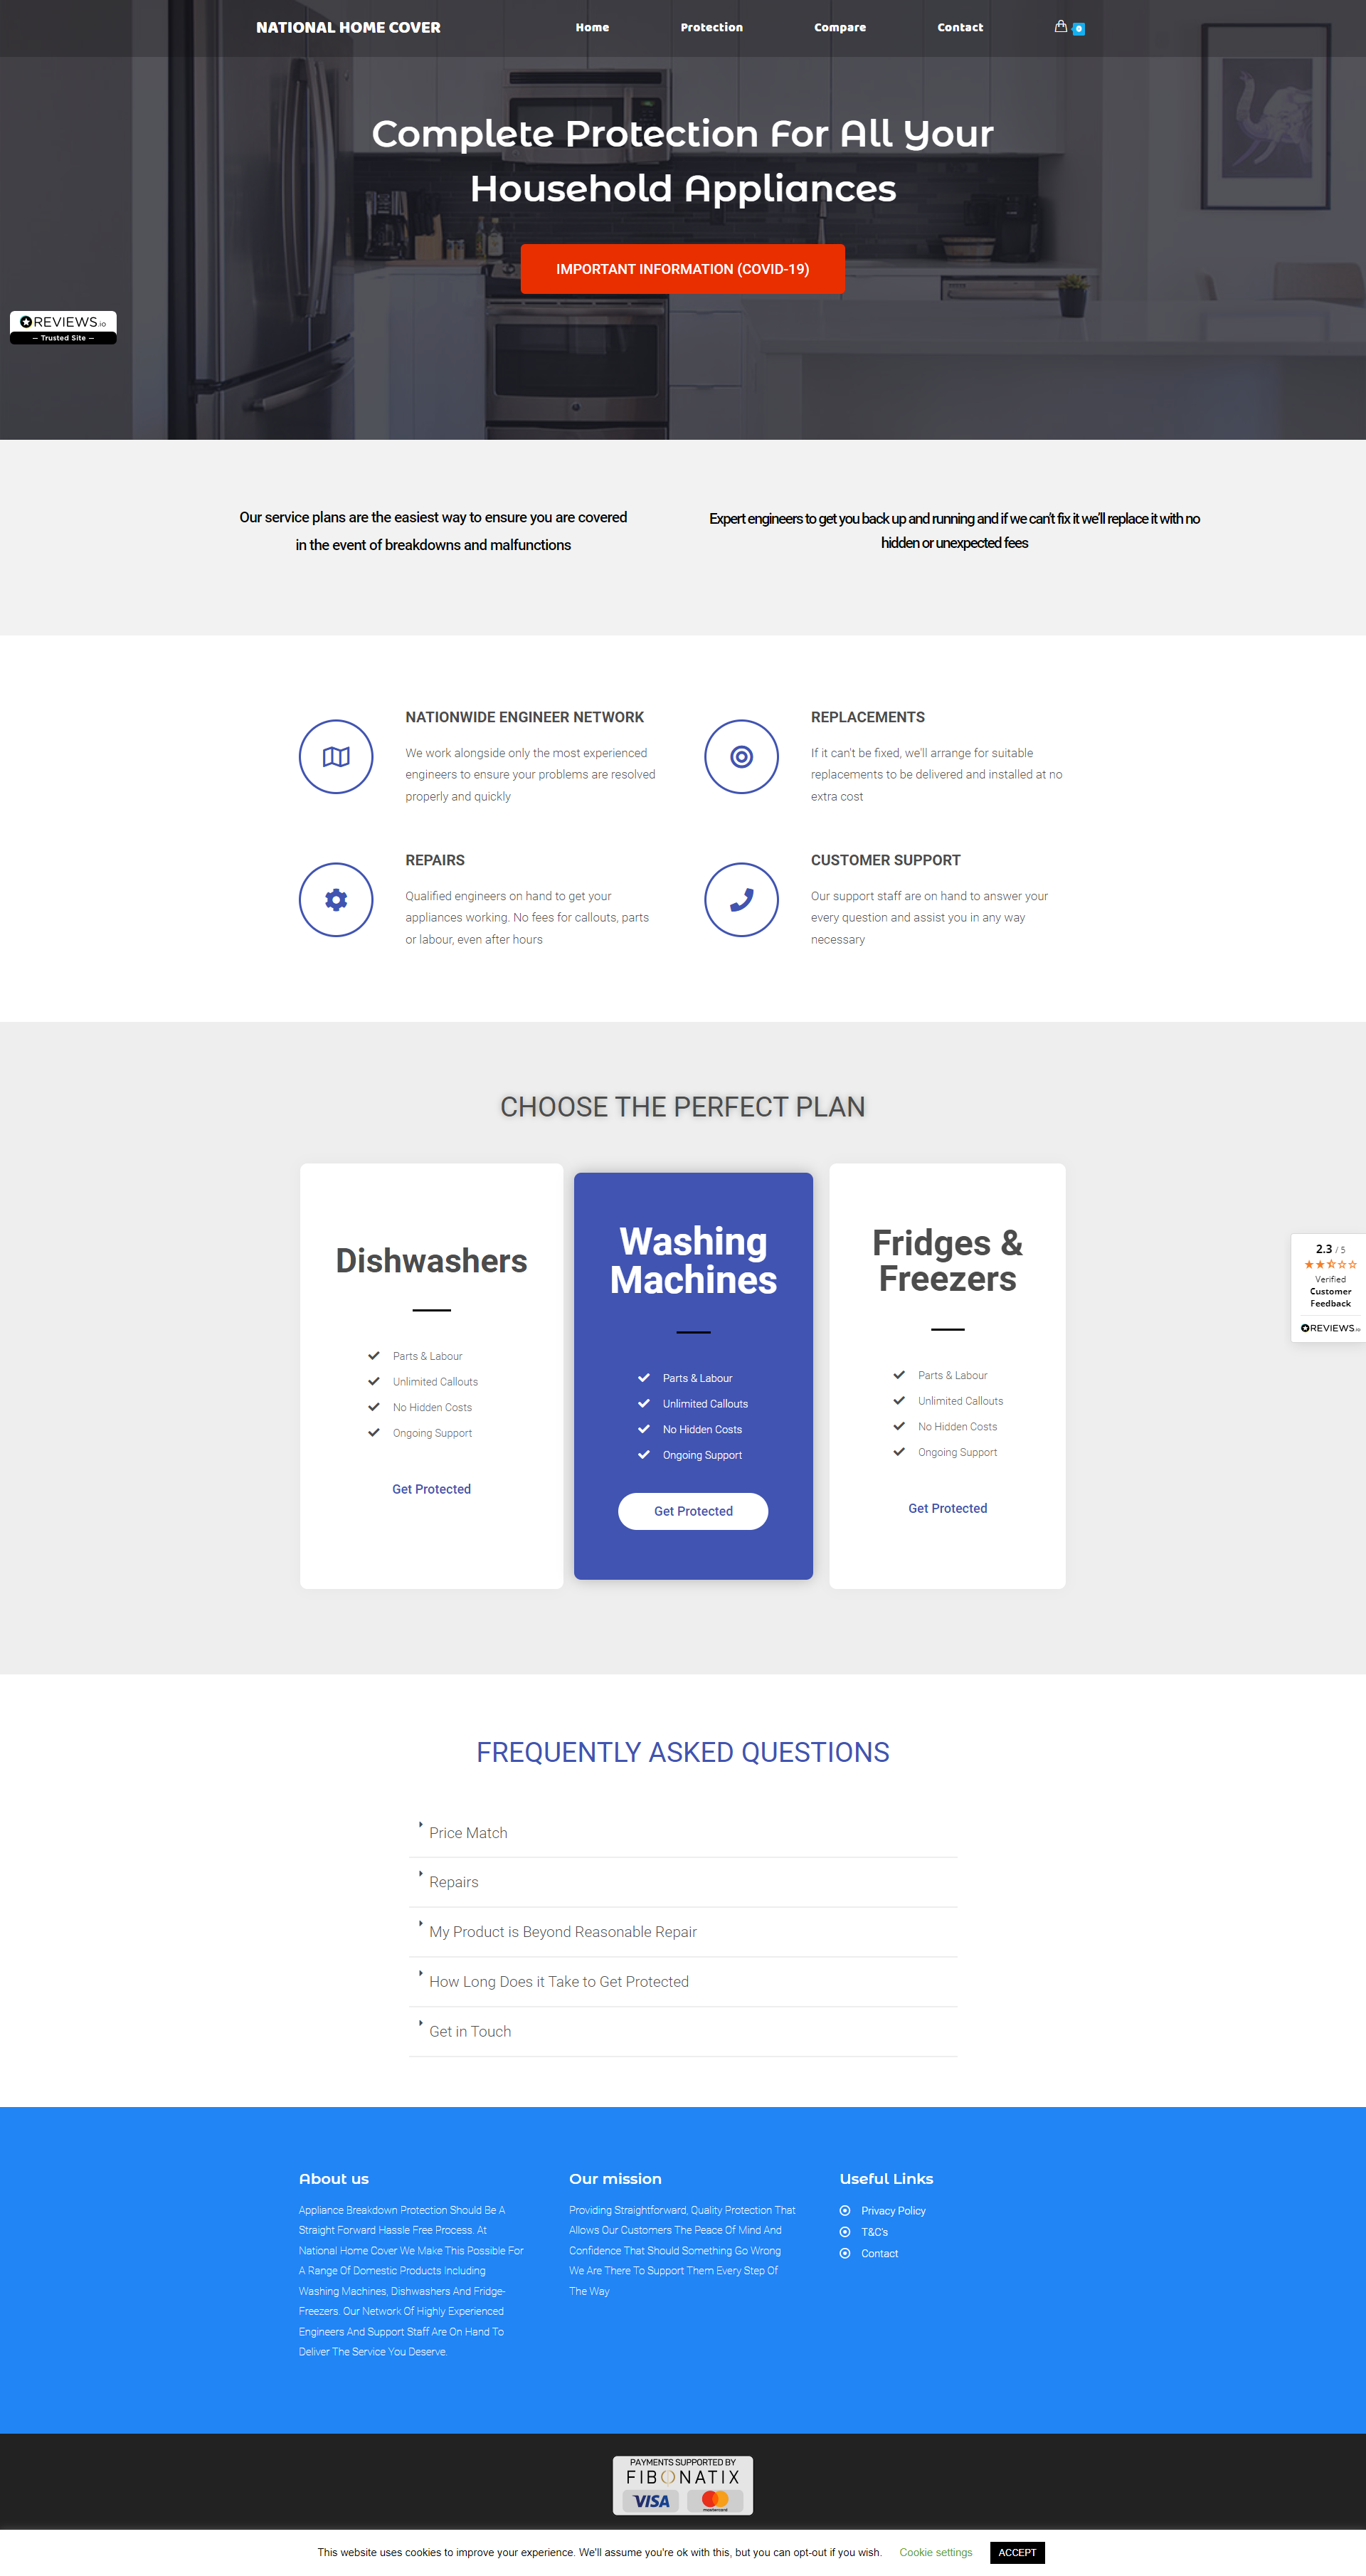 NATIONAL HOME COVER
Home
Protection
Compare
Contact
0
Complete Protection For All Your
Household Appliances
IMPORTANT INFORMATION (COVID-19)
REVIEWS.io
-- Trusted Site --
Our service plans are the easiest way to ensure you are covered
in the event of breakdowns and malfunctions
Expert engineers to get you back up and running and if we can't fix it we'll replace it with no
hidden or unexpected fees
NATIONWIDE ENGINEER NETWORK
We work alongside only the most experienced
engineers to ensure your problems are resolved
properly and quickly
REPLACEMENTS
If it can't be fixed, we'll arrange for suitable
replacements to be delivered and installed at no
extra cost
REPAIRS
Qualified engineers on hand to get your
appliances working. No fees for callouts, parts
or labour, even after hours
CUSTOMER SUPPORT
Our support staff are on hand to answer your
every question and assist you in any way
necessary
CHOOSE THE PERFECT PLAN
Dishwashers
Parts & Labour
Unlimited Callouts
No Hidden Costs
Ongoing Support
Get Protected
Washing
Machines
Parts & Labour
Unlimited Callouts
No Hidden Costs
Ongoing Support
Get Protected
Fridges &
Freezers
Parts & Labour
Unlimited Callouts
No Hidden Costs
Ongoing Support
Get Protected
2.3 / 5
Verified
Customer
Feedback
REVIEWS.io
FREQUENTLY ASKED QUESTIONS
Price Match
Repairs
My Product is Beyond Reasonable Repair
How Long Does it Take to Get Protected
Get in Touch
About us
Appliance Breakdown Protection Should Be A
Straight Forward Hassle Free Process. At
National Home Cover We Make This Possible For
A Range Of Domestic Products Including
Washing Machines, Dishwashers And Fridge-
Freezers. Our Network Of Highly Experienced
Engineers And Support Staff Are On Hand To
Deliver The Service You Deserve.
Our mission
Providing Straightforward, Quality Protection That
Allows Our Customers The Peace Of Mind And
Confidence That Should Something Go Wrong
We Are There To Support Them Every Step Of
The Way
Useful Links
Privacy Policy
T&C's
Contact
PAYMENTS SUPPORTED BY
FIBONATIX
VISA
mastercard
This website uses cookies to improve your experience. We'll assume you're ok with this, but you can opt-out if you wish.
Cookie settings
ACCEPT